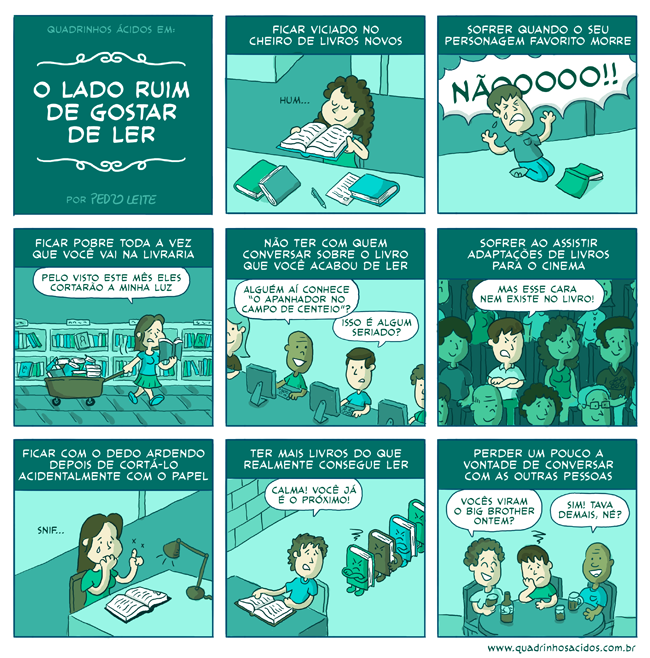 QUADRINHOS ÁCIDOS EM:
O LADO RUIM
DE GOSTAR
DE LER
POR PEDRO LEITE
FICAR VICIADO NO
CHEIRO DE LIVROS NOVOS
HUM...
SOFRER QUANDO O SEU
PERSONAGEM FAVORITO MORRE
NÃOOOOO!!
FICAR POBRE TODA A VEZ
QUE VOCÊ VAI NA LIVRARIA
PELO VISTO ESTE MÊS ELES
CORTARÃO A MINHA LUZ
NÃO TER COM QUEM
CONVERSAR SOBRE O LIVRO
QUE VOCÊ ACABOU DE LER
ALGUÉM AÍ CONHECE
"O APANHADOR NO
CAMPO DE CENTEIO"?
ISSO É ALGUM
SERIADO?
SOFRER AO ASSISTIR
ADAPTAÇÕES DE LIVROS
PARA O CINEMA
MAS ESSE CARA
NEM EXISTE NO LIVRO!
FICAR COM O DEDO ARDENDO
DEPOIS DE CORTÁ-LO
ACIDENTALMENTE COM O PAPEL
SNIF...
TER MAIS LIVROS DO QUE
REALMENTE CONSEGUE LER
CALMA! VOCÊ JÁ
É O PRÓXIMO!
PERDER UM POUCO A
VONTADE DE CONVERSAR
COM AS OUTRAS PESSOAS
VOCÊS VIRAM
O BIG BROTHER
ONTEM?
SIM! TAVA
DEMAIS, NÉ?
www.quadrinhosacidos.com.br